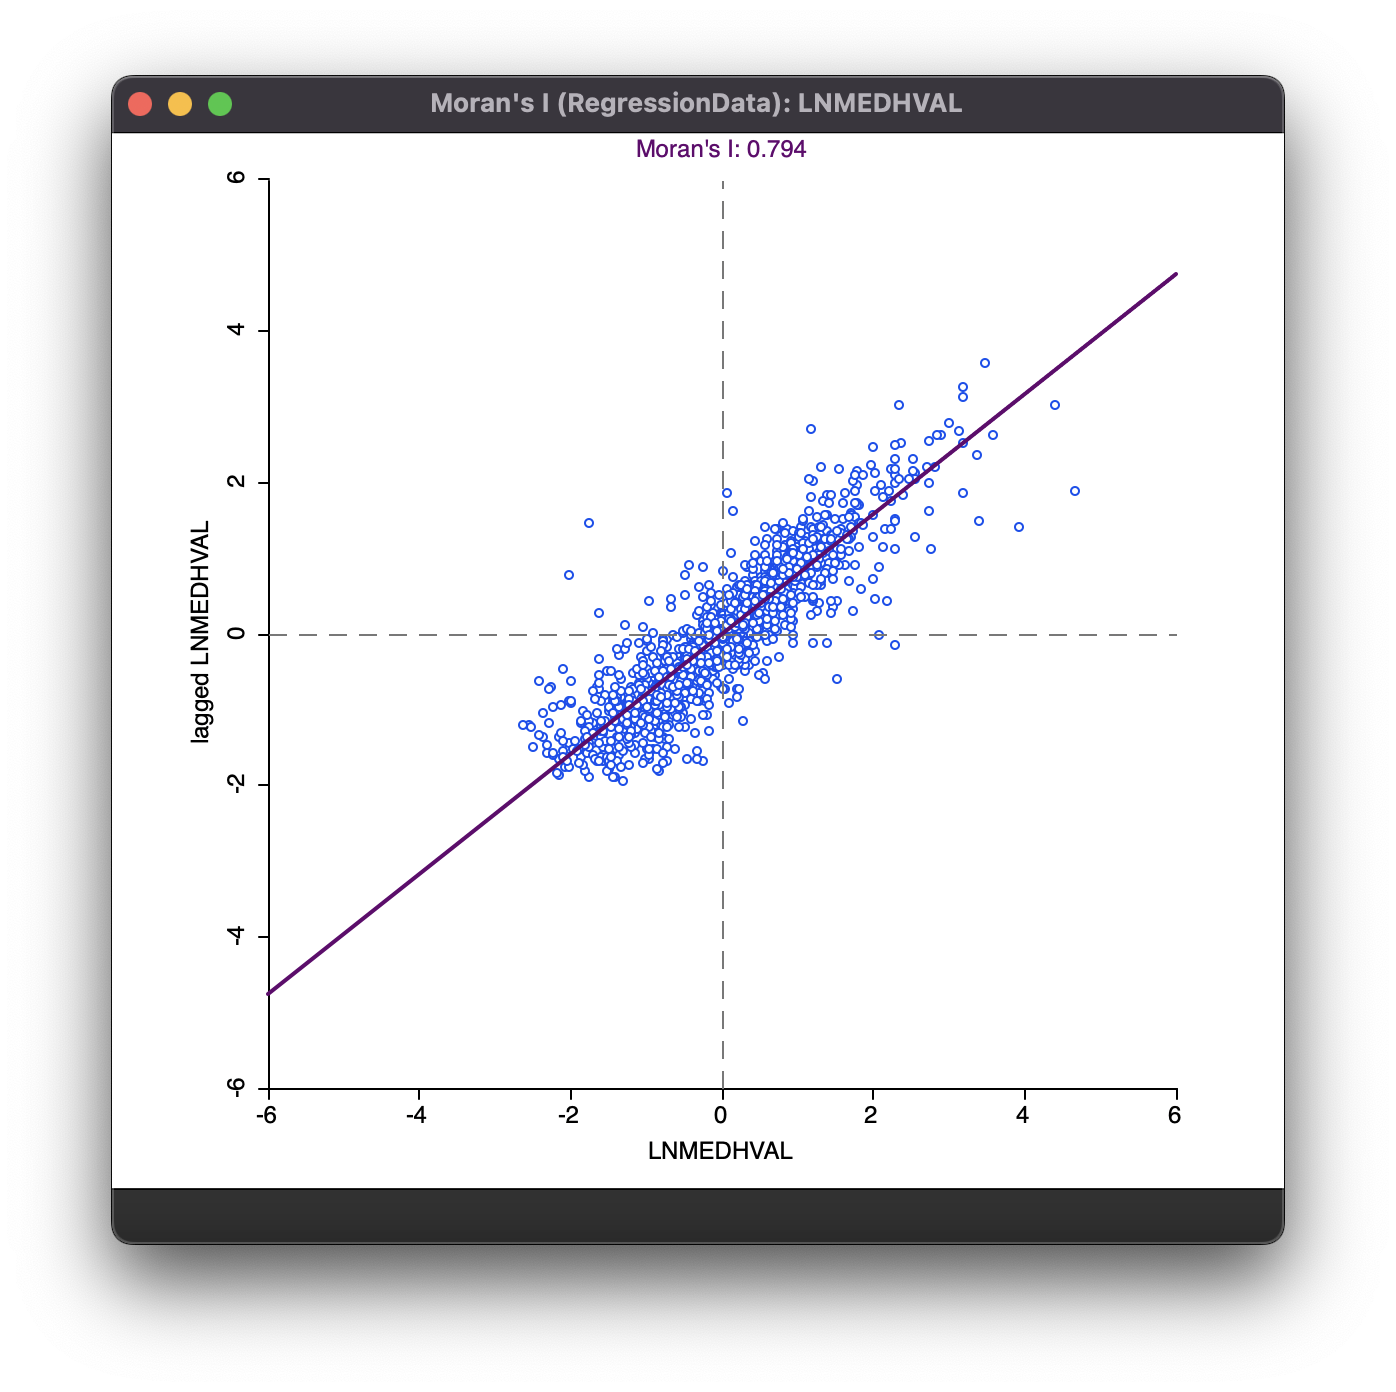 Moran's I (RegressionData): LNMEDHVAL
Moran's I: 0.794
6
4
2
0
-2
-4
-6
lagged LNMEDHVAL
-6 -4 -2 0 2 4 6
LNMEDHVAL